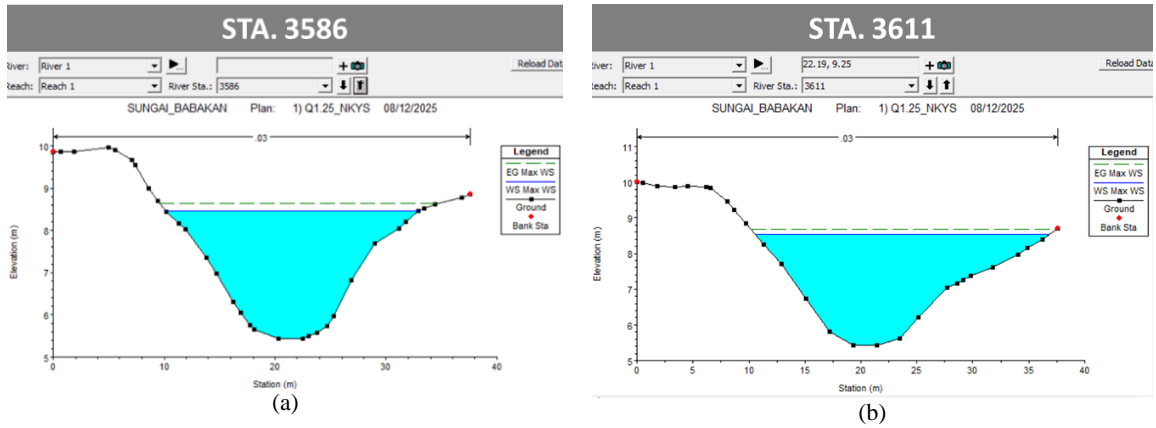 STA. 3586
River: River 1
Reload Data
Reach: Reach 1 River Sta.: 3586
SUNGAI_BABAKAN Plan: 1) Q1.25_NKYS 08/12/2025
.03
Legend
EG Max WS
WS Max WS
Ground
Bank Sta
10
9
8
7
6
5
Elevation (m)
0 10 20 30 40
Station (m)
(a)
STA. 3611
River: River 1 22.19, 9.25 Reload Data
Reach: Reach 1 River Sta.: 3611
SUNGAI_BABAKAN Plan: 1) Q1.25_NKYS 08/12/2025
.03
Legend
EG Max WS
WS Max WS
Ground
Bank Sta
11
10
9
8
7
6
5
Elevation (m)
0 5 10 15 20 25 30 35 40
Station (m)
(b)